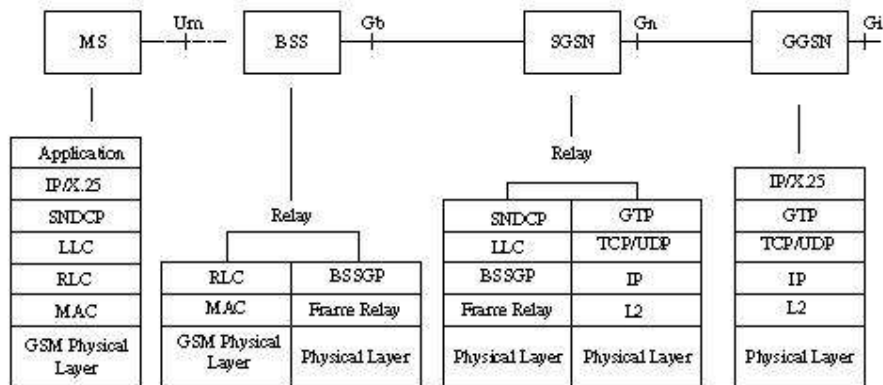 MS
Um
BSS
Gb
SGSN
Gn
GGSN
Gi
Application
IP/X.25
SNDCP
LLC
RLC
MAC
GSM Physical
Layer
Relay
RLC
BSSGP
MAC
Frame Relay
GSM Physical
Layer
Physical Layer
Relay
SNDCP
GTP
LLC
TCP/UDP
BSSGP
IP
Frame Relay
L2
Physical Layer
Physical Layer
IP/X.25
GTP
TCP/UDP
IP
L2
Physical Layer